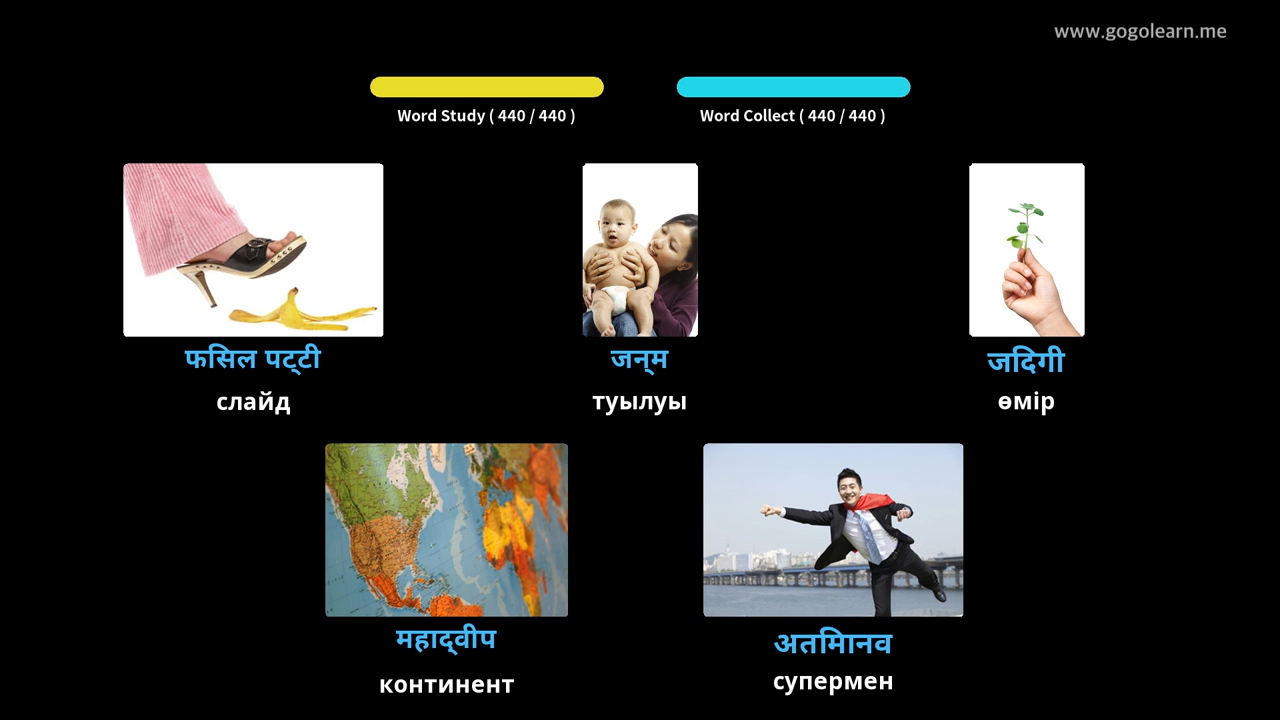 www.gogolearn.me
Word Study ( 440 / 440 )
Word Collect ( 440 / 440 )
फसिल पट्टी
слайд
जन्म
туылуы
जदिगी
өмір
महाद्वीप
континент
अतमिानव
супермен